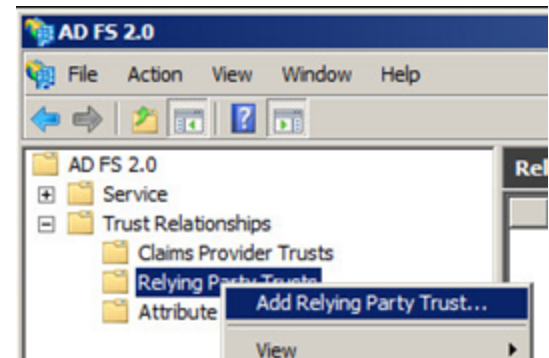 AD FS 2.0
File Action View Window Help
AD FS 2.0
Rel
Service
Trust Relationships
Claims Provider Trusts
Relying Party Trusts
Add Relying Party Trust...
Attribute
View